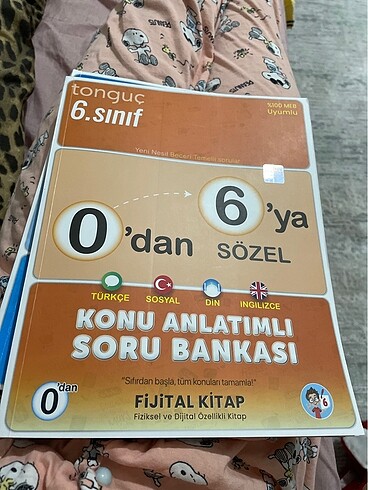 tonguç
6.sınıf
%100 MEB
Uyumlu
Yeni Nesil Beceri Temelli Sorular
0'dan 6'ya
SÖZEL
TÜRKÇE SOSYAL DİN İNGİLİZCE
KONU ANLATIMLI
SORU BANKASI
"Sıfırdan başla, tüm konuları tamamla!"
0'dan
FİJİTAL KİTAP
Fiziksel ve Dijital Özellikli Kitap
6